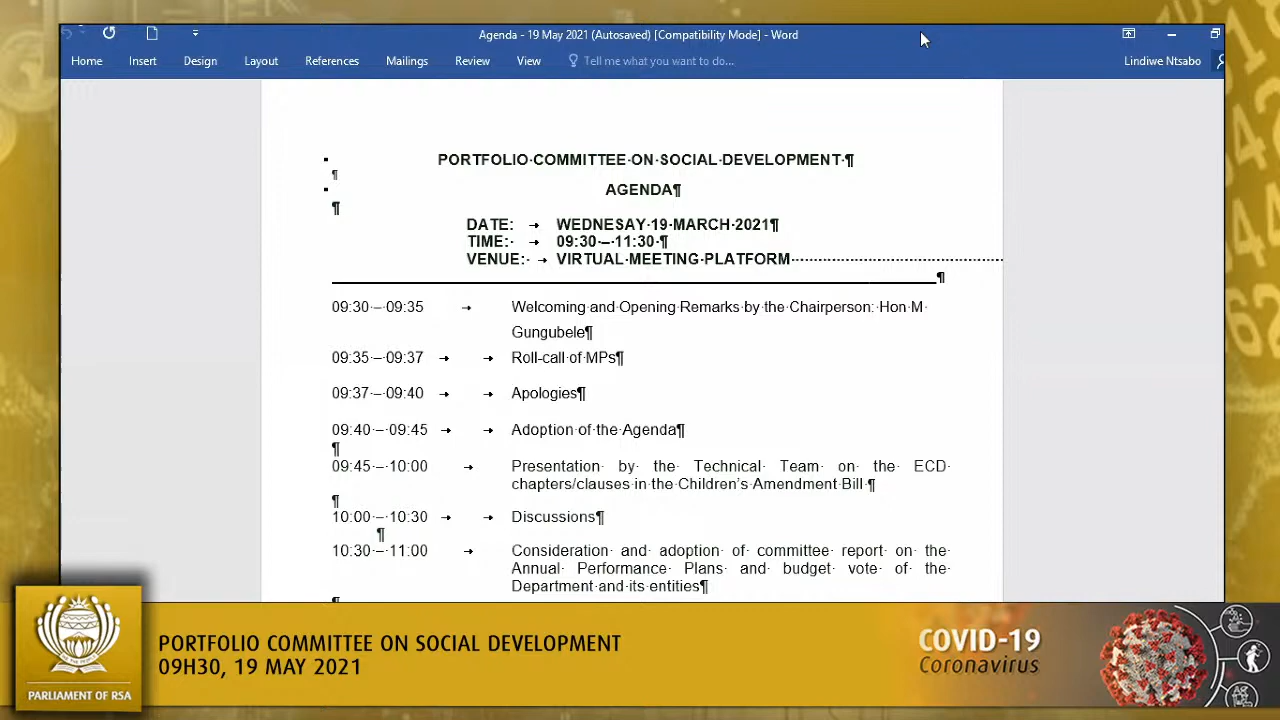 Agenda - 19 May 2021 (Autosaved) [Compatibility Mode] - Word
Home Insert Design Layout References Mailings Review View Tell me what you want to do... Lindiwe Ntsabo
PORTFOLIO COMMITTEE ON SOCIAL DEVELOPMENT
AGENDA
DATE: WEDNESAY 19 MARCH 2021
TIME: 09:30 – 11:30
VENUE: VIRTUAL MEETING PLATFORM
09:30 – 09:35 Welcoming and Opening Remarks by the Chairperson: Hon M
Gungubele
09:35 – 09:37 Roll-call of MPs
09:37 – 09:40 Apologies
09:40 – 09:45 Adoption of the Agenda
09:45 – 10:00 Presentation by the Technical Team on the ECD
chapters/clauses in the Children's Amendment Bill
10:00 – 10:30 Discussions
10:30 – 11:00 Consideration and adoption of committee report on the
Annual Performance Plans and budget vote of the
Department and its entities
PORTFOLIO COMMITTEE ON SOCIAL DEVELOPMENT
09H30, 19 MAY 2021
PARLIAMENT OF RSA
COVID-19
Coronavirus